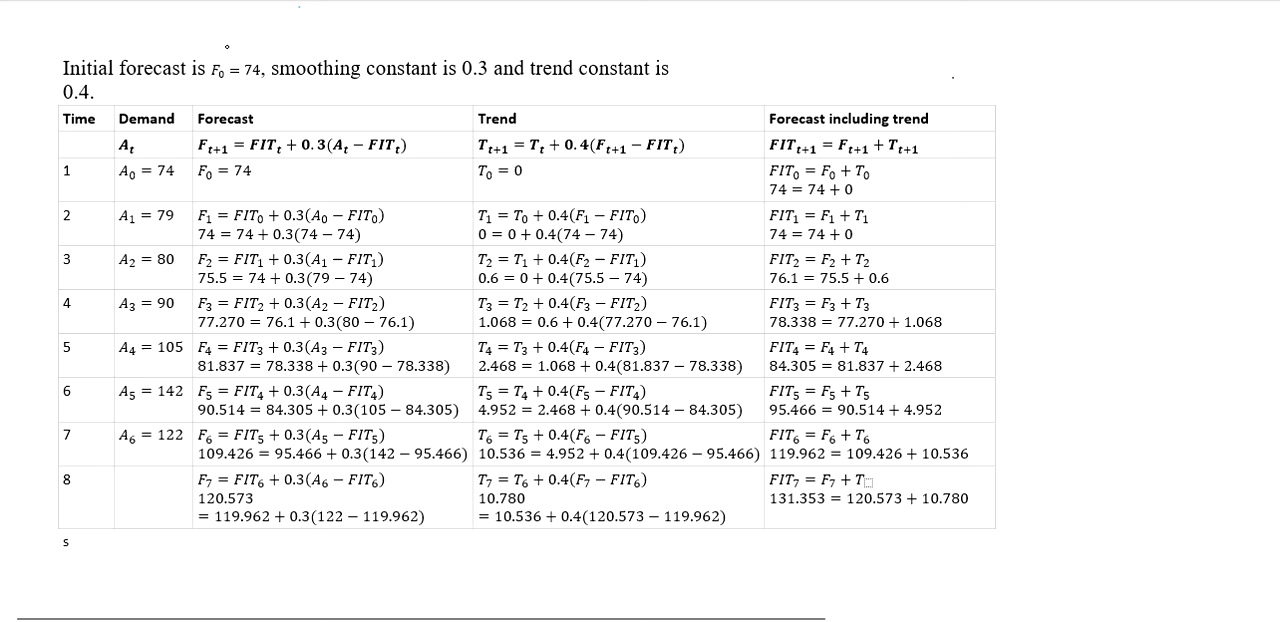 Initial forecast is F₀ = 74, smoothing constant is 0.3 and trend constant is
0.4.
Time Demand Forecast Trend Forecast including trend
Aₜ Fₜ₊₁ = FITₜ + 0.3(Aₜ − FITₜ) Tₜ₊₁ = Tₜ + 0.4(Fₜ₊₁ − FITₜ) FITₜ₊₁ = Fₜ₊₁ + Tₜ₊₁
1 A₀ = 74 F₀ = 74 T₀ = 0 FIT₀ = F₀ + T₀
74 = 74 + 0
2 A₁ = 79 F₁ = FIT₀ + 0.3(A₀ − FIT₀) T₁ = T₀ + 0.4(F₁ − FIT₀) FIT₁ = F₁ + T₁
74 = 74 + 0.3(74 − 74) 0 = 0 + 0.4(74 − 74) 74 = 74 + 0
3 A₂ = 80 F₂ = FIT₁ + 0.3(A₁ − FIT₁) T₂ = T₁ + 0.4(F₂ − FIT₁) FIT₂ = F₂ + T₂
75.5 = 74 + 0.3(79 − 74) 0.6 = 0 + 0.4(75.5 − 74) 76.1 = 75.5 + 0.6
4 A₃ = 90 F₃ = FIT₂ + 0.3(A₂ − FIT₂) T₃ = T₂ + 0.4(F₃ − FIT₂) FIT₃ = F₃ + T₃
77.270 = 76.1 + 0.3(80 − 76.1) 1.068 = 0.6 + 0.4(77.270 − 76.1) 78.338 = 77.270 + 1.068
5 A₄ = 105 F₄ = FIT₃ + 0.3(A₃ − FIT₃) T₄ = T₃ + 0.4(F₄ − FIT₃) FIT₄ = F₄ + T₄
81.837 = 78.338 + 0.3(90 − 78.338) 2.468 = 1.068 + 0.4(81.837 − 78.338) 84.305 = 81.837 + 2.468
6 A₅ = 142 F₅ = FIT₄ + 0.3(A₄ − FIT₄) T₅ = T₄ + 0.4(F₅ − FIT₄) FIT₅ = F₅ + T₅
90.514 = 84.305 + 0.3(105 − 84.305) 4.952 = 2.468 + 0.4(90.514 − 84.305) 95.466 = 90.514 + 4.952
7 A₆ = 122 F₆ = FIT₅ + 0.3(A₅ − FIT₅) T₆ = T₅ + 0.4(F₆ − FIT₅) FIT₆ = F₆ + T₆
109.426 = 95.466 + 0.3(142 − 95.466) 10.536 = 4.952 + 0.4(109.426 − 95.466) 119.962 = 109.426 + 10.536
8 F₇ = FIT₆ + 0.3(A₆ − FIT₆) T₇ = T₆ + 0.4(F₇ − FIT₆) FIT₇ = F₇ + T
120.573 10.780 131.353 = 120.573 + 10.780
= 119.962 + 0.3(122 − 119.962) = 10.536 + 0.4(120.573 − 119.962)
s